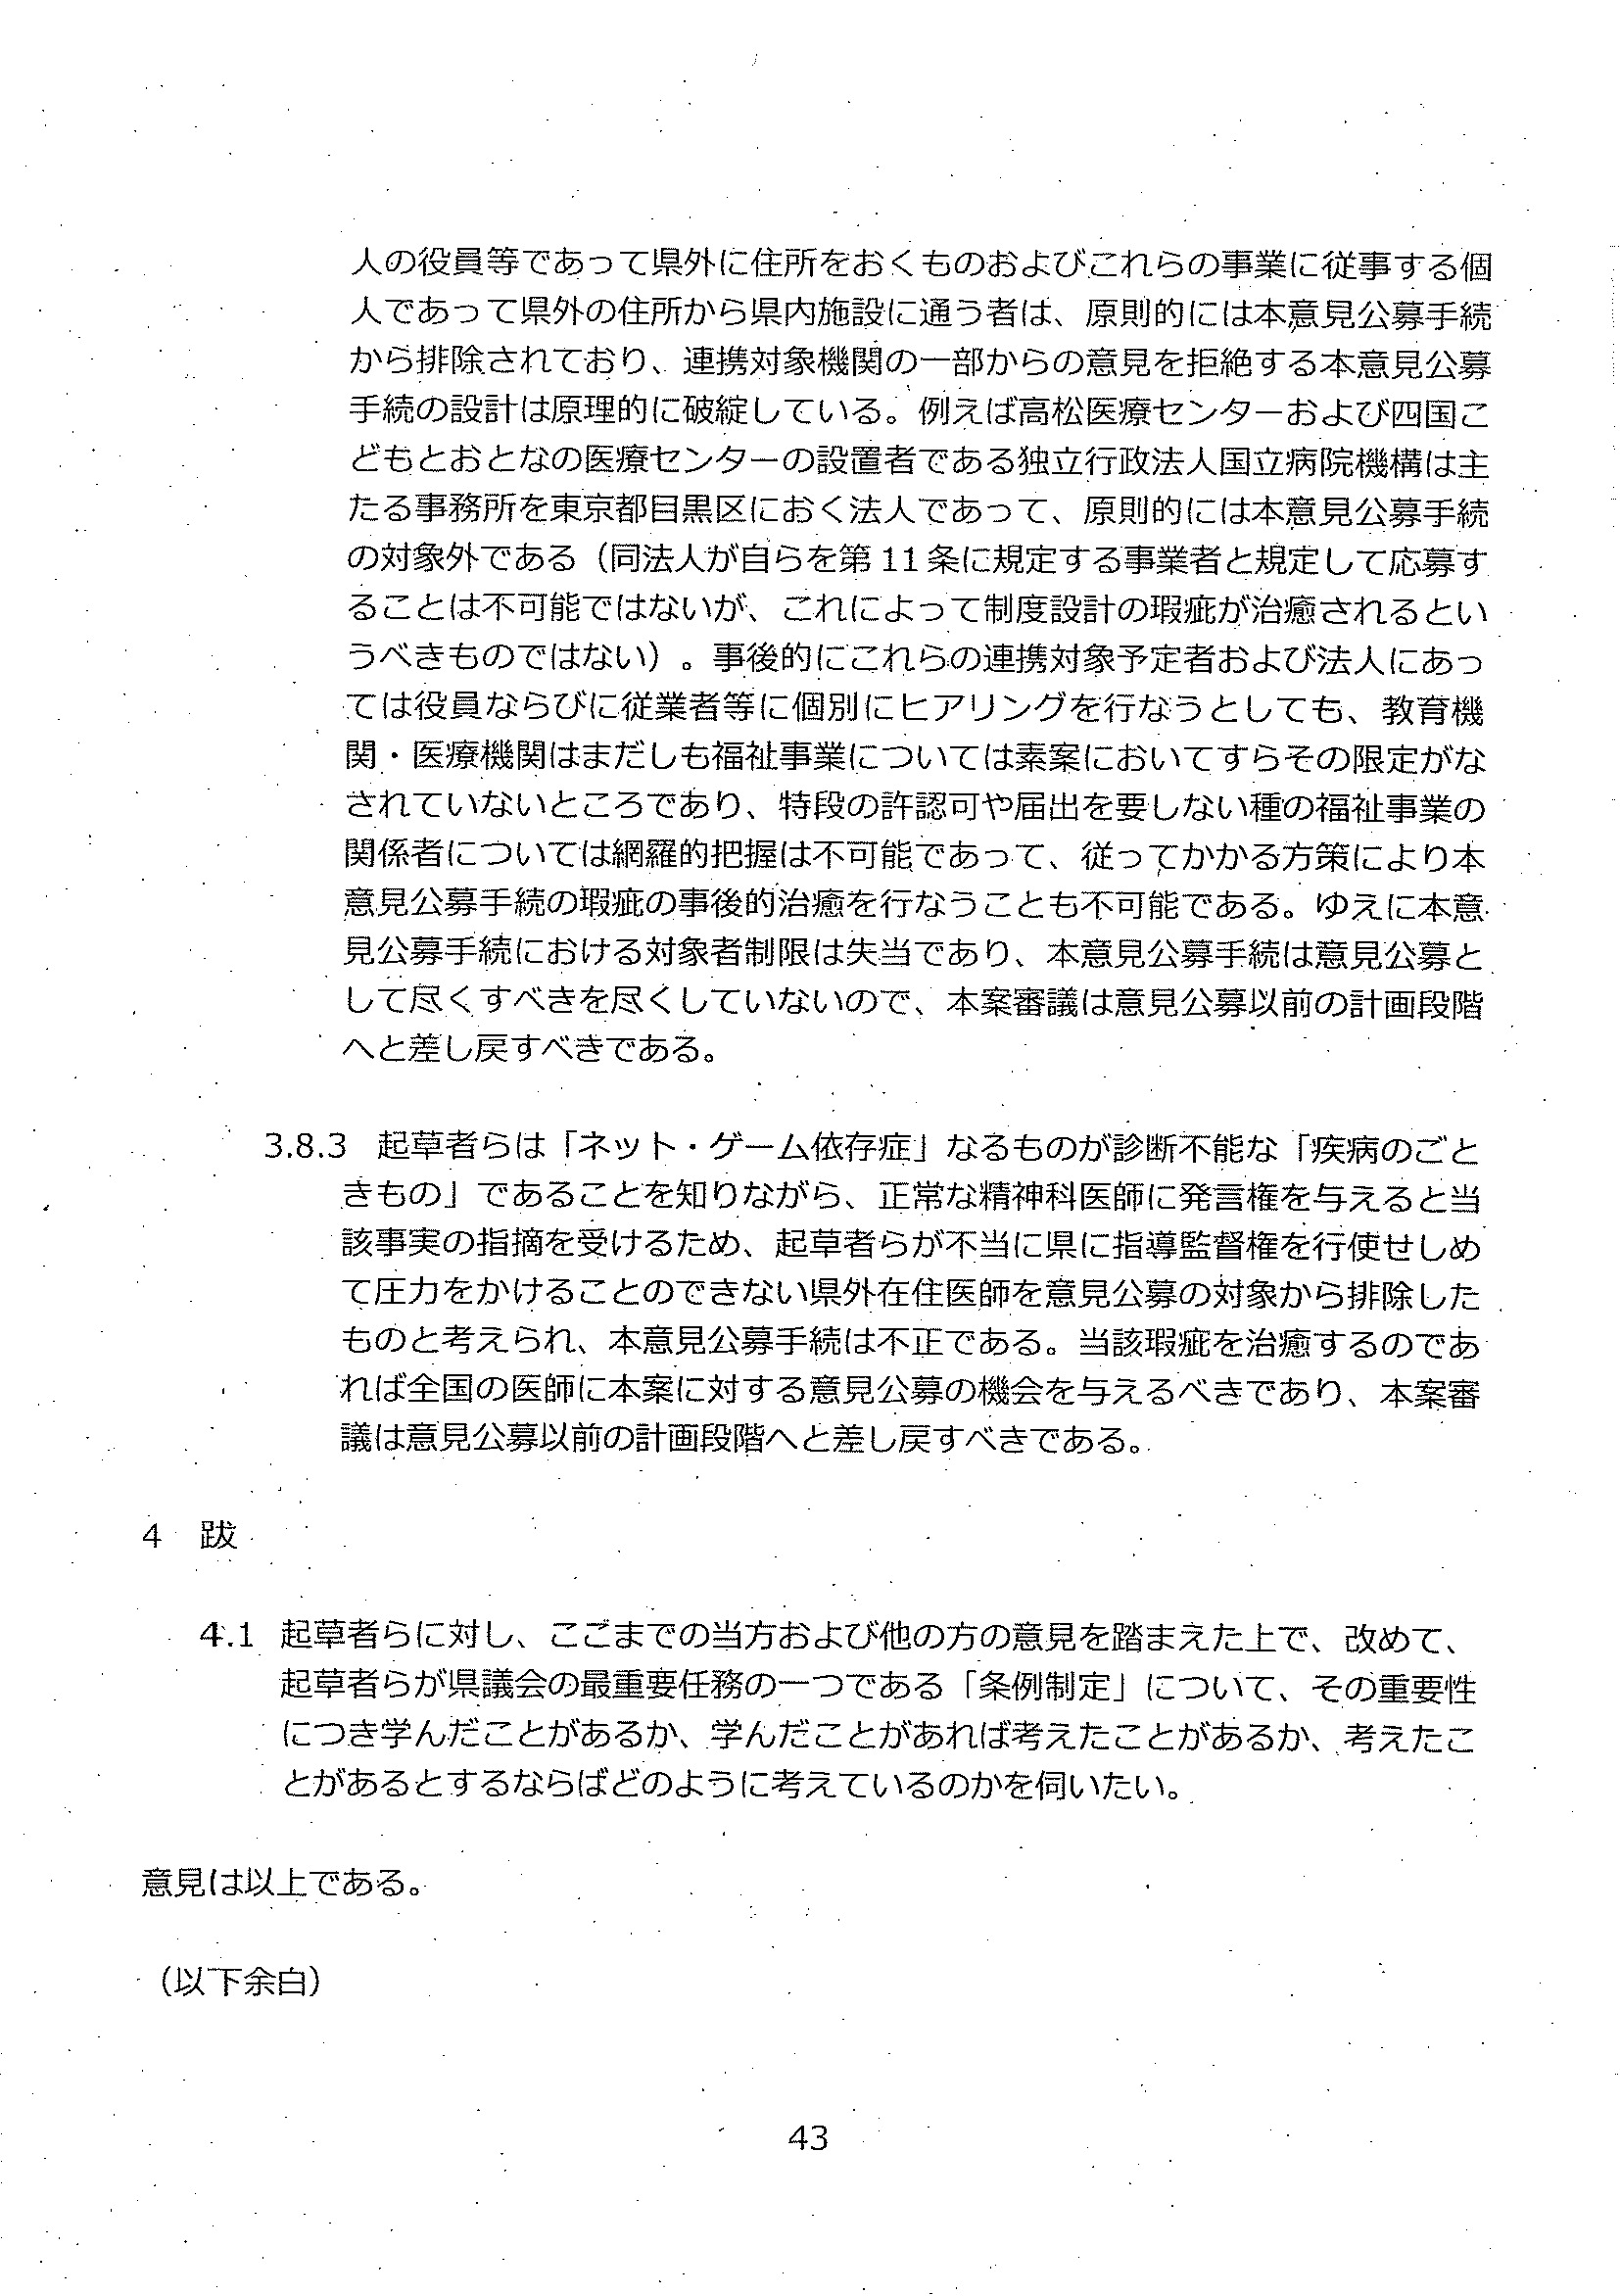 人の役員等であって県外に住所をおくものおよびこれらの事業に従事する個
人であって県外の住所から県内施設に通う者は、原則的には本意見公募手続
から排除されており、連携対象機関の一部からの意見を拒絶する本意見公募
手続の設計は原理的に破綻している。例えば高松医療センターおよび四国こ
どもとおとなの医療センターの設置者である独立行政法人国立病院機構は主
たる事務所を東京都目黒区におく法人であって、原則的には本意見公募手続
の対象外である（同法人が自らを第 11 条に規定する事業者と規定して応募す
ることは不可能ではないが、これによって制度設計の瑕疵が治癒されるとい
うべきものではない）。事後的にこれらの連携対象予定者および法人にあっ
ては役員ならびに従業者等に個別にヒアリングを行なうとしても、教育機
関・医療機関はまだしも福祉事業については素案においてすらその限定がな
されていないところであり、特段の許認可や届出を要しない種の福祉事業の
関係者については網羅的把握は不可能であって、従ってかかる方策により本
意見公募手続の瑕疵の事後的治癒を行なうことも不可能である。ゆえに本意
見公募手続における対象者制限は失当であり、本意見公募手続は意見公募と
して尽くすべきを尽くしていないので、本案審議は意見公募以前の計画段階
へと差し戻すべきである。
3.8.3 起草者らは「ネット・ゲーム依存症」なるものが診断不能な「疾病のごと
きもの」であることを知りながら、正常な精神科医師に発言権を与えると当
該事実の指摘を受けるため、起草者らが不当に県に指導監督権を行使せしめ
て圧力をかけることのできない県外在住医師を意見公募の対象から排除した
ものと考えられ、本意見公募手続は不正である。当該瑕疵を治癒するのであ
れば全国の医師に本案に対する意見公募の機会を与えるべきであり、本案審
議は意見公募以前の計画段階へと差し戻すべきである。
4 跋
4.1 起草者らに対し、ここまでの当方および他の方の意見を踏まえた上で、改めて、
起草者らが県議会の最重要任務の一つである「条例制定」について、その重要性
につき学んだことがあるか、学んだことがあれば考えたことがあるか、考えたこ
とがあるとするならばどのように考えているのかを伺いたい。
意見は以上である。
（以下余白）
43